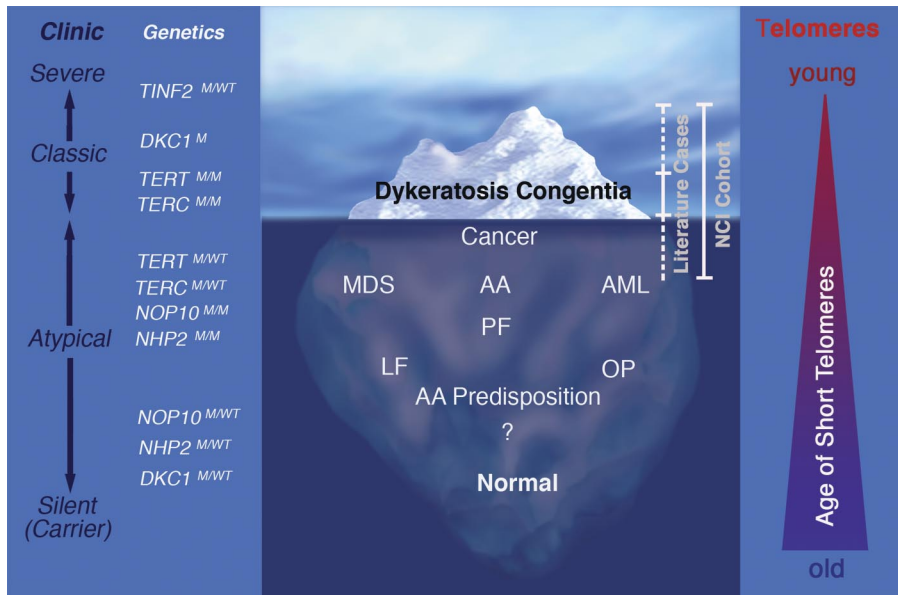 Clinic
Genetics
Telomeres
Severe
young
TINF2 M/WT
DKC1 M
Classic
TERT M/M
TERC M/M
Dykeratosis Congentia
Literature Cases
NCI Cohort
Cancer
TERT M/WT
TERC M/WT
MDS AA AML
NOP10 M/M
PF
Atypical
NHP2 M/M
LF OP
AA Predisposition
NOP10 M/WT
?
NHP2 M/WT
DKC1 M/WT
Normal
Silent
(Carrier)
Age of Short Telomeres
old